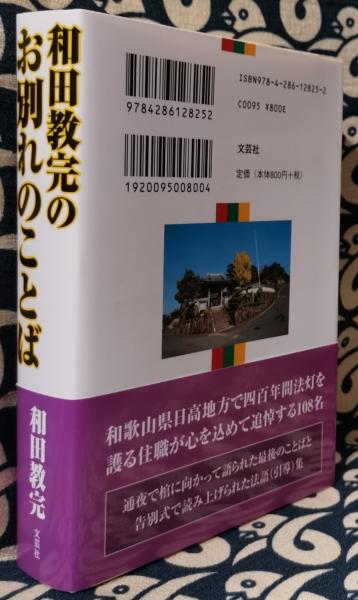 和田教完の
お別れのことば
和田教完
文芸社
9784286128252
1920095008004
ISBN978-4-286-12825-2
C0095 ¥800E
文芸社
定価（本体800円＋税）
和歌山県日高地方で四百年間法灯を
護る住職が心を込めて追悼する108名
通夜で棺に向かって語られた最後のことばと
告別式で読み上げられた法語（引導）集